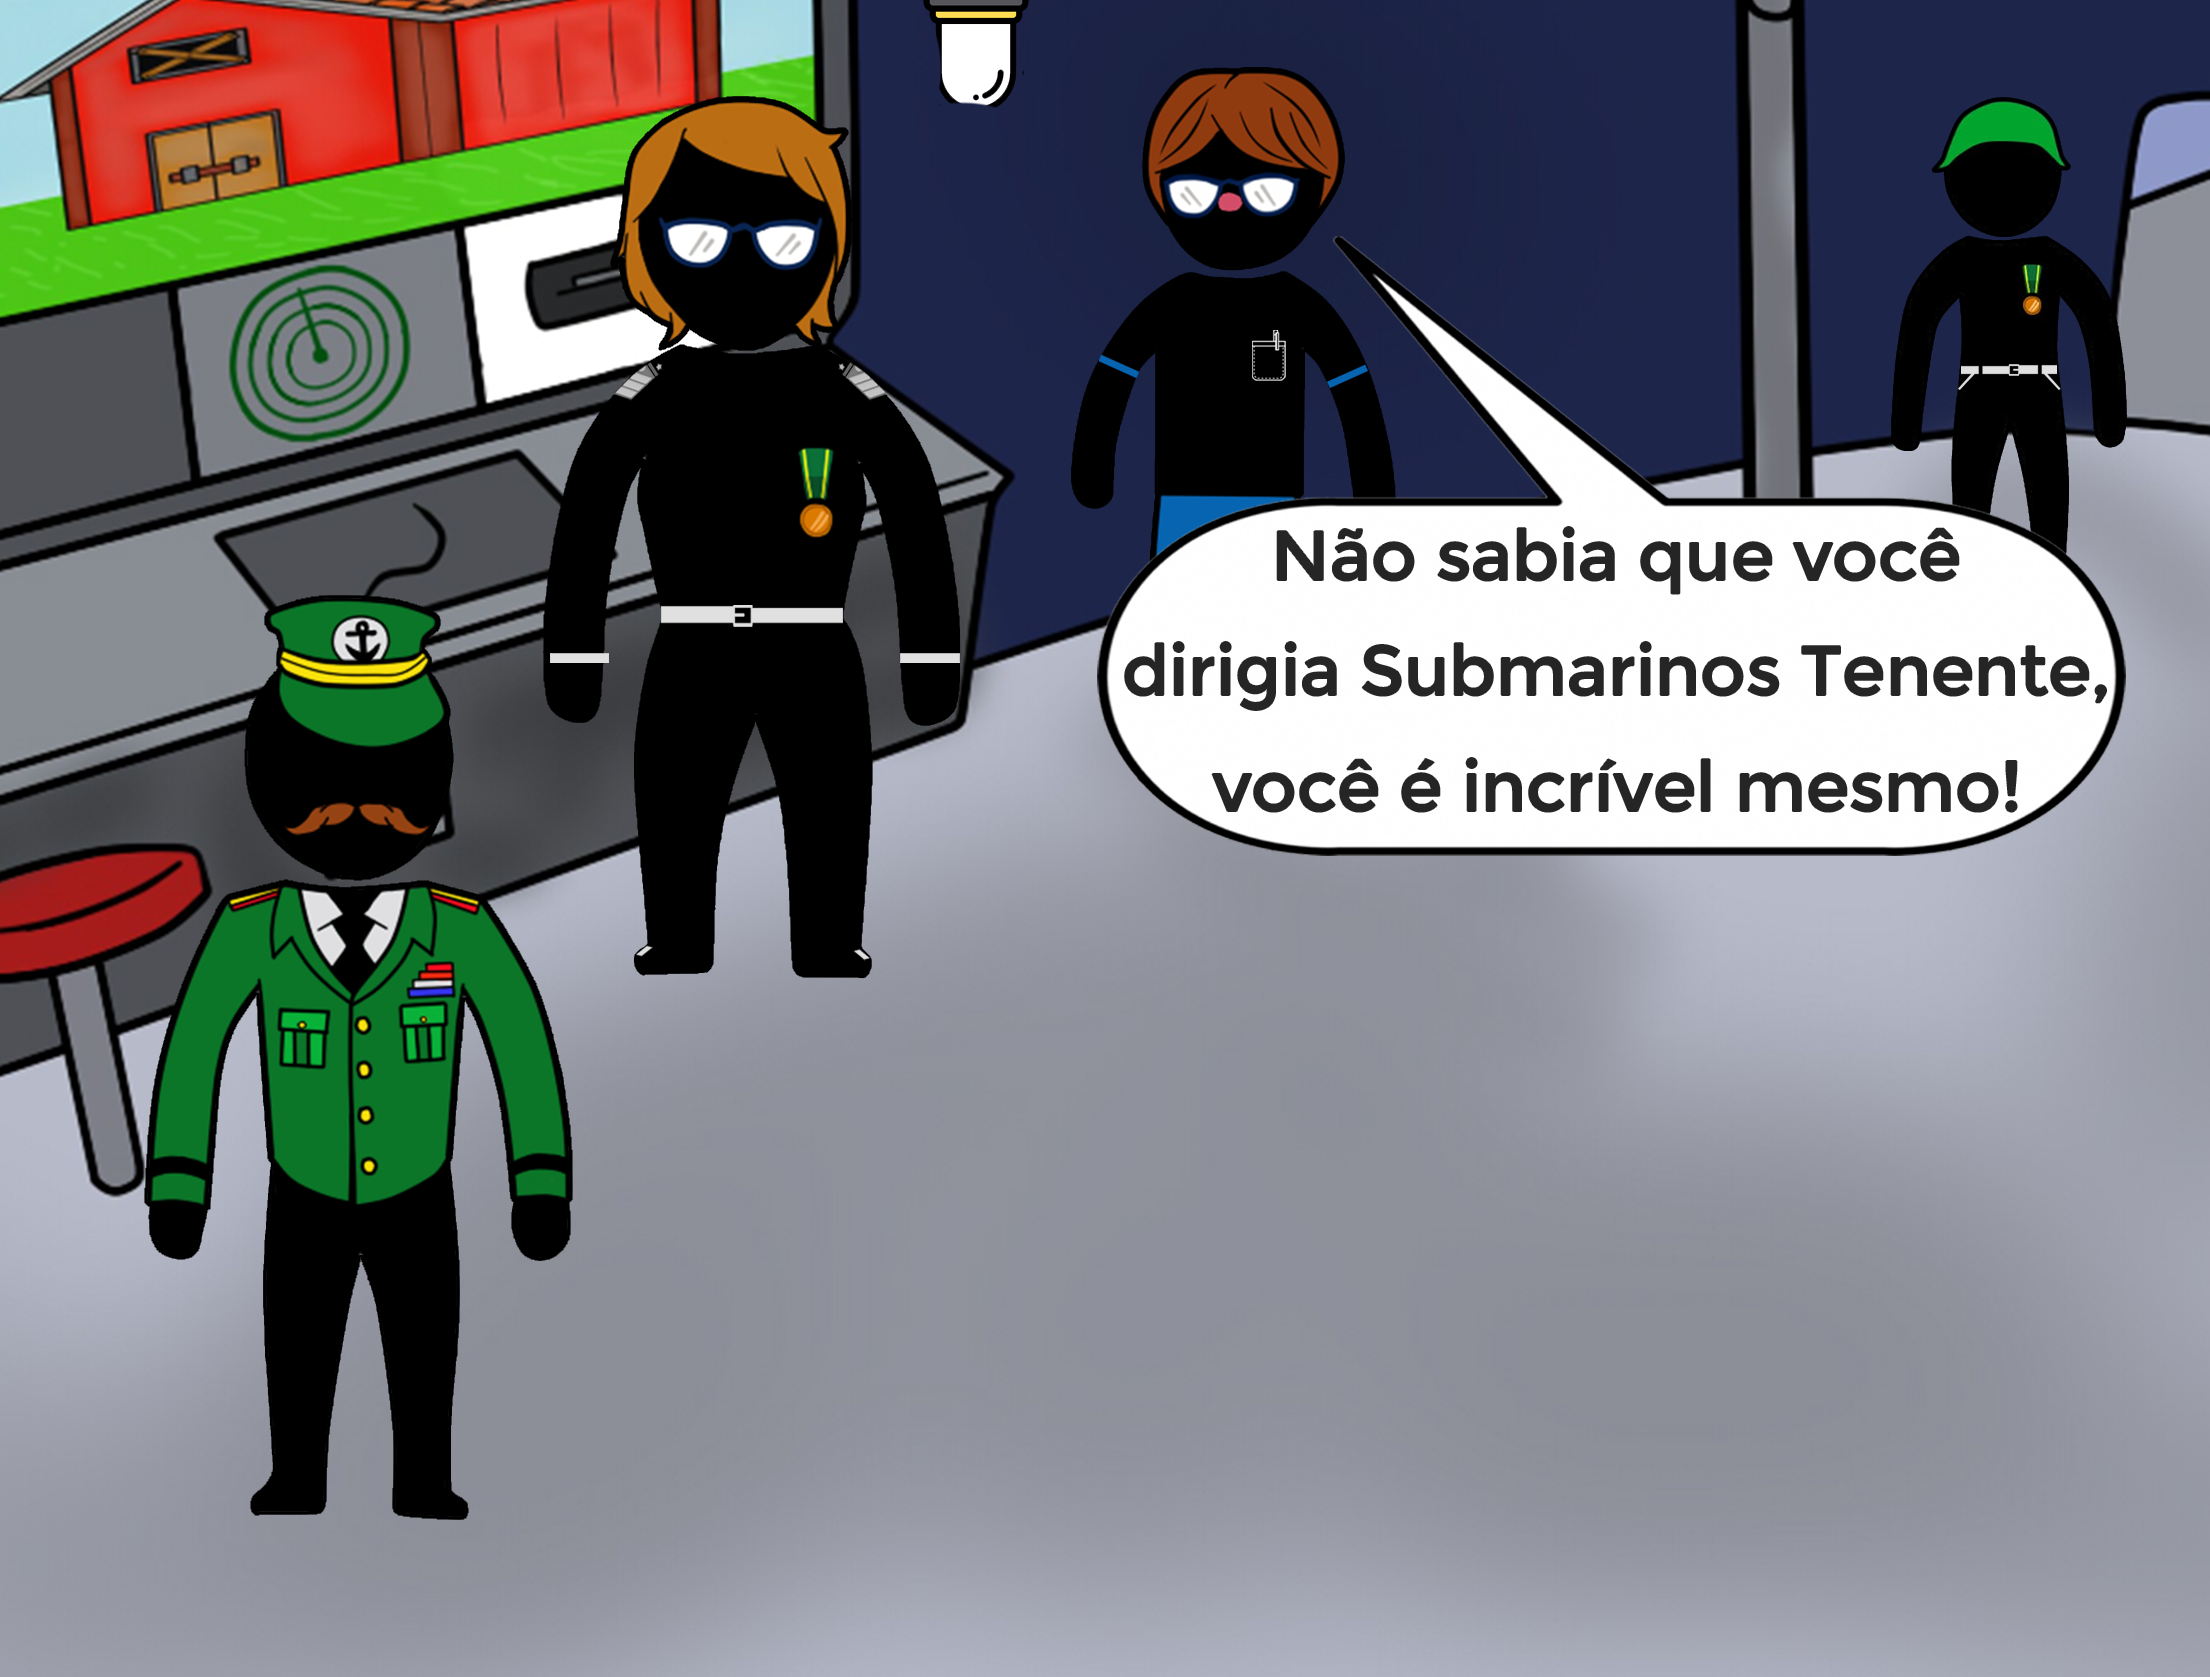 Não sabia que você
dirigia Submarinos Tenente,
você é incrível mesmo!